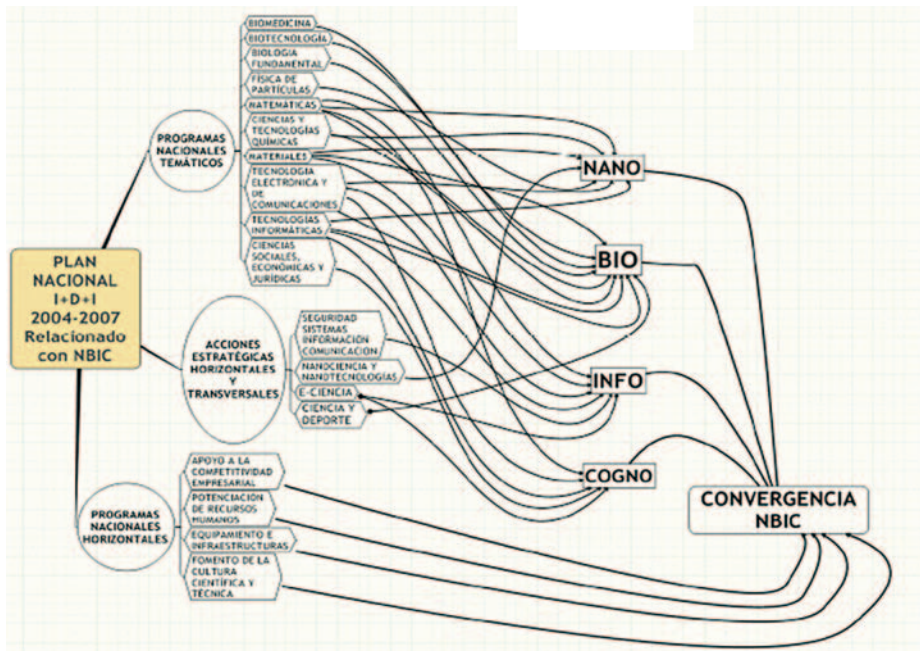 PLAN
NACIONAL
I+D+I
2004-2007
Relacionado
con NBIC
PROGRAMAS
NACIONALES
TEMÁTICOS
BIOMEDICINA
BIOTECNOLOGÍA
BIOLOGIA
FUNDAMENTAL
FÍSICA DE
PARTÍCULAS
MATEMÁTICAS
CIENCIAS Y
TECNOLOGÍAS
QUÍMICAS
MATERIALES
TECNOLOGIA
ELECTRÓNICA Y
DE
COMUNICACIONES
TECNOLOGÍAS
INFORMÁTICAS
CIENCIAS
SOCIALES,
ECONÓMICAS Y
JURÍDICAS
ACCIONES
ESTRATÉGICAS
HORIZONTALES
Y
TRANSVERSALES
SEGURIDAD
SISTEMAS
INFORMACIÓN
COMUNICACIÓN
NANOCIENCIA Y
NANOTECNOLOGÍAS
E-CIENCIA
CIENCIA Y
DEPORTE
PROGRAMAS
NACIONALES
HORIZONTALES
APOYO A LA
COMPETITIVIDAD
EMPRESARIAL
POTENCIACIÓN
DE RECURSOS
HUMANOS
EQUIPAMIENTO E
INFRAESTRUCTURAS
FOMENTO DE LA
CULTURA
CIENTÍFICA Y
TÉCNICA
NANO
BIO
INFO
COGNO
CONVERGENCIA
NBIC